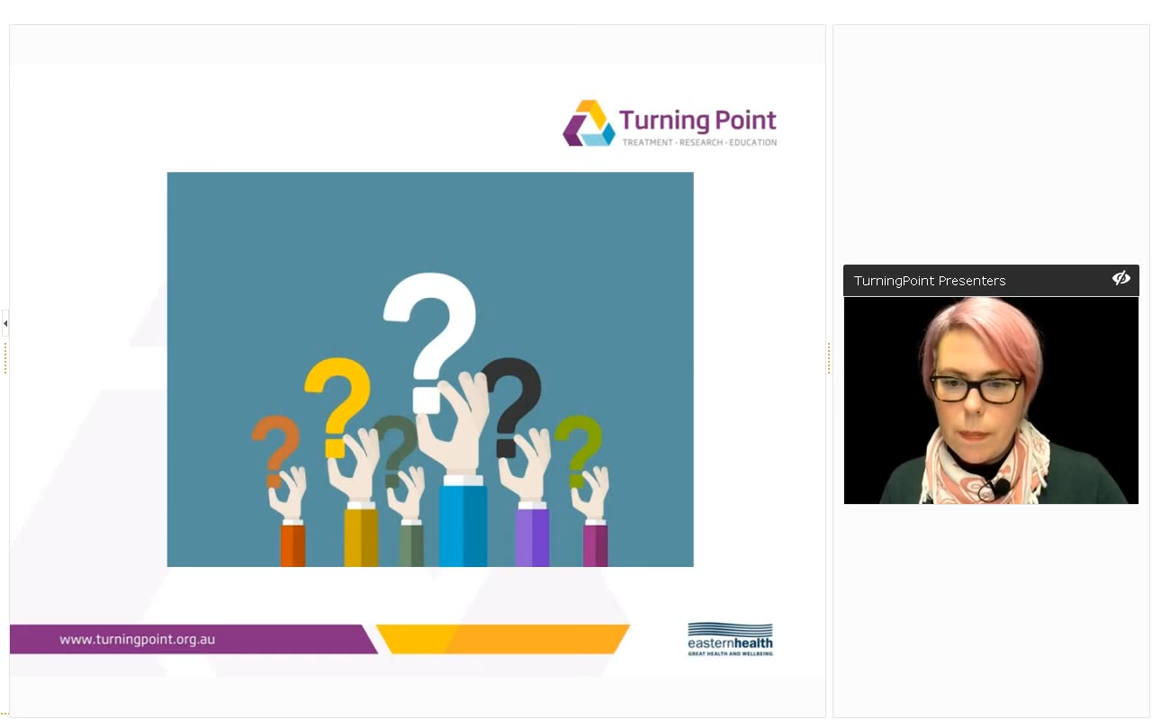 Turning Point
TREATMENT • RESEARCH • EDUCATION
?
?
?
?
?
?
TurningPoint Presenters
www.turningpoint.org.au
easternhealth
GREAT HEALTH AND WELLBEING